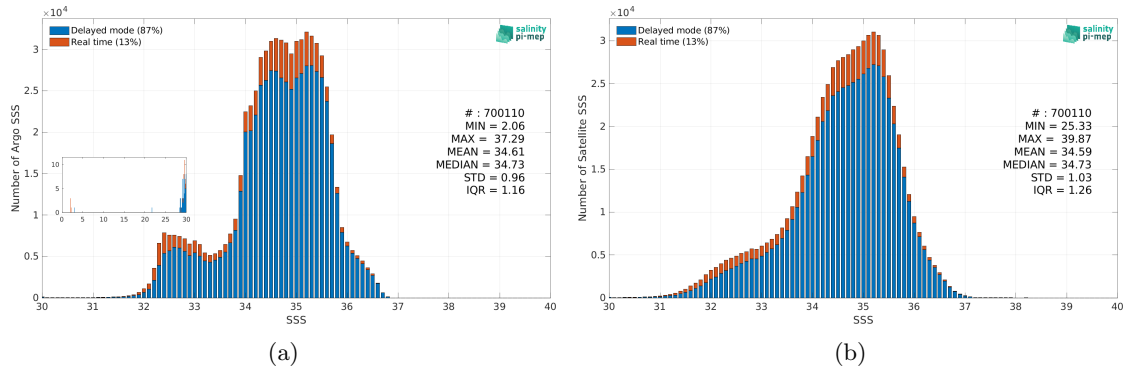 ×10⁴
Delayed mode (87%)
Real time (13%)
salinity
pi-mep
Number of Argo SSS
3
2.5
2
1.5
1
0.5
0
# : 700110
MIN = 2.06
MAX = 37.29
MEAN = 34.61
MEDIAN = 34.73
STD = 0.96
IQR = 1.16
10
5
0
0 5 10 15 20 25 30
30 31 32 33 34 35 36 37 38 39 40
SSS
(a)
×10⁴
Delayed mode (87%)
Real time (13%)
salinity
pi-mep
Number of Satellite SSS
3
2.5
2
1.5
1
0.5
0
# : 700110
MIN = 25.33
MAX = 39.87
MEAN = 34.59
MEDIAN = 34.73
STD = 1.03
IQR = 1.26
30 31 32 33 34 35 36 37 38 39 40
SSS
(b)